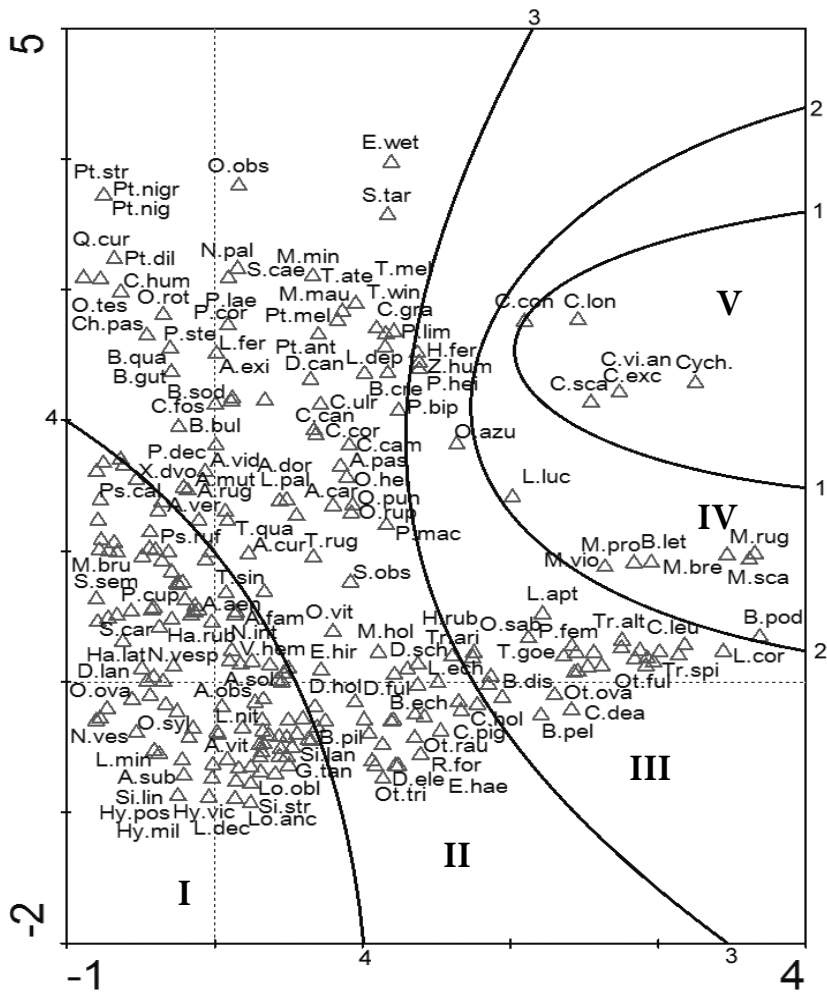 3
5
2
E.wet
Pt.str
O.obs
Pt.nigr
Pt.nig
S.tar
1
Q.cur
Pt.dil
N.pal
M.min
S.cae
T.ate
T.mel
C.hum
O.rot
P.lae
M.mau
T.win
V
O.tes
P.cor
Pt.mel
C.gra
C.con
C.lon
Ch.pas
P.ste
P.lim
L.fer
Pt.ant
H.fer
B.qua
A.exi
D.can
L.dep
Z.hum
C.vi.an
Cych.
B.gut
P.hei
C.sca
C.exc
B.sod
B.cre
C.fos
C.ulr
P.bip
4
C.can
B.bul
C.cor
O.azu
C.cam
P.dec
A.vid
A.dor
A.pas
X.dvo
L.luc
A.mut
L.pal
O.hel
1
Ps.cal
A.rug
A.car
O.pun
A.ver
O.rup
IV
T.qua
P.mac
Ps.ruf
A.cur
T.rug
M.pro
B.let
M.rug
M.bru
M.vio
M.bre
S.sem
T.sin
S.obs
M.sca
P.cup
L.apt
A.aen
A.fam
O.vit
H.rub
O.sab
Tr.alt
B.pod
S.car
Ha.rub
N.int
M.hol
Tr.ari
P.fem
C.leu
Ha.lat
N.vesp
V.hem
E.hir
D.sch
T.goe
L.cor
2
D.lan
A.sol
L.ech
B.dis
Ot.ful
Tr.spi
O.ova
A.obs
D.hol
D.ful
Ot.ova
B.ech
C.dea
O.syl
L.nit
C.hol
N.ves
B.pil
C.pig
B.pel
A.vit
Ot.rau
L.min
Si.lan
R.for
III
A.sub
G.tan
D.ele
Si.lin
Lo.obl
Ot.tri
E.hae
Hy.pos
Hy.vic
Si.str
Hy.mil
L.dec
Lo.anc
II
I
-2
4
3
-1
4